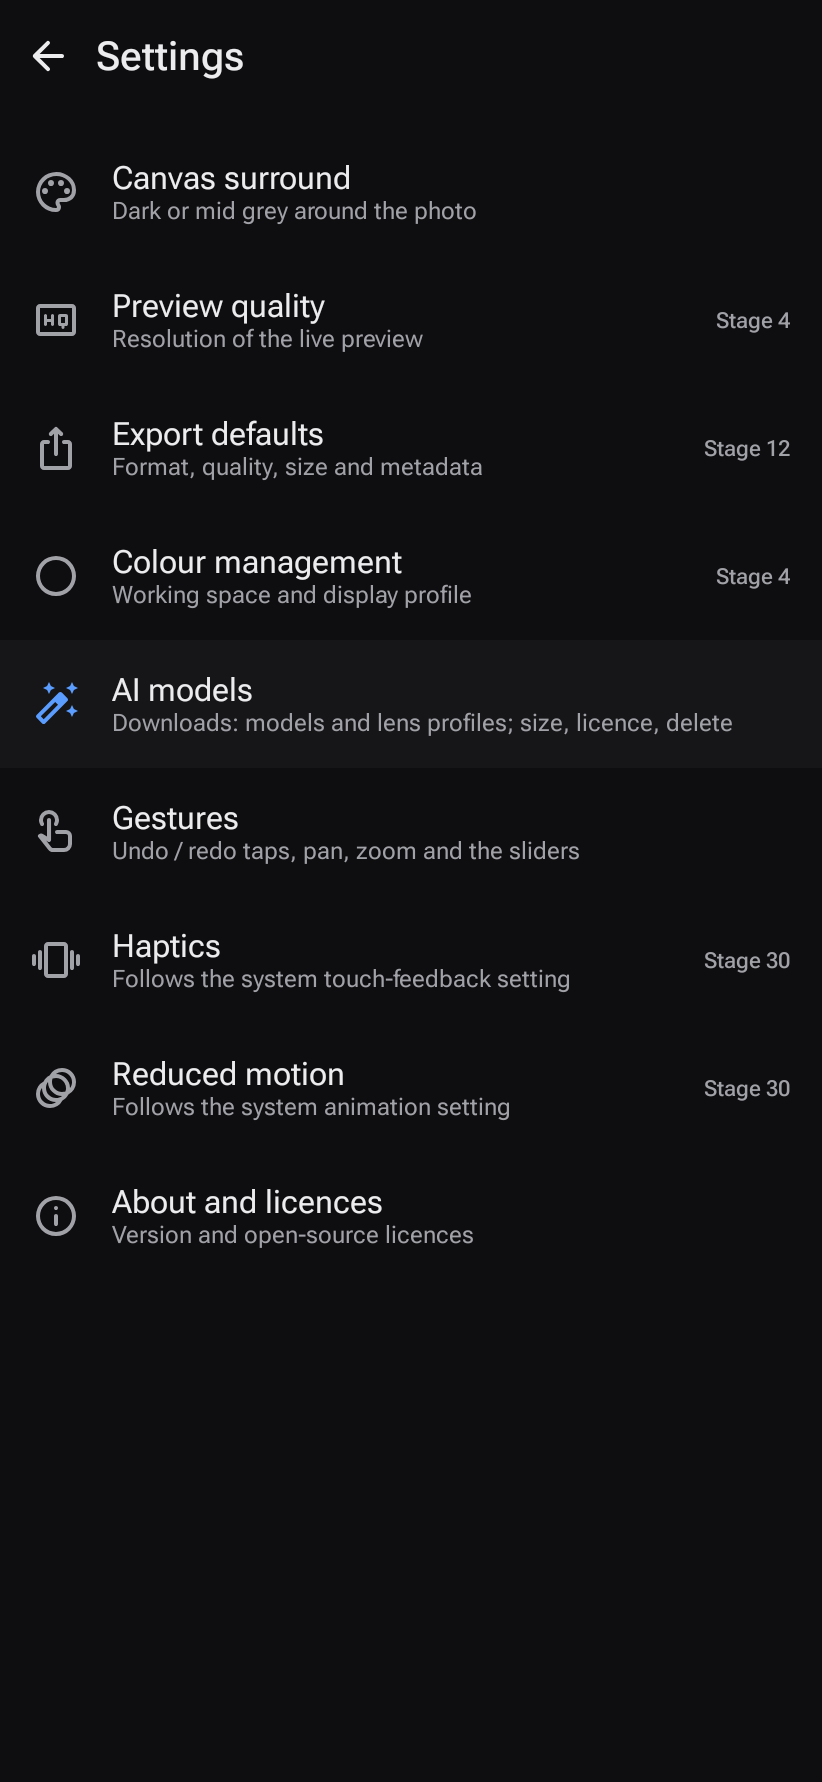 Settings
Canvas surround
Dark or mid grey around the photo
HQ
Preview quality
Resolution of the live preview
Stage 4
Export defaults
Format, quality, size and metadata
Stage 12
Colour management
Working space and display profile
Stage 4
AI models
Downloads: models and lens profiles; size, licence, delete
Gestures
Undo / redo taps, pan, zoom and the sliders
Haptics
Follows the system touch-feedback setting
Stage 30
Reduced motion
Follows the system animation setting
Stage 30
About and licences
Version and open-source licences